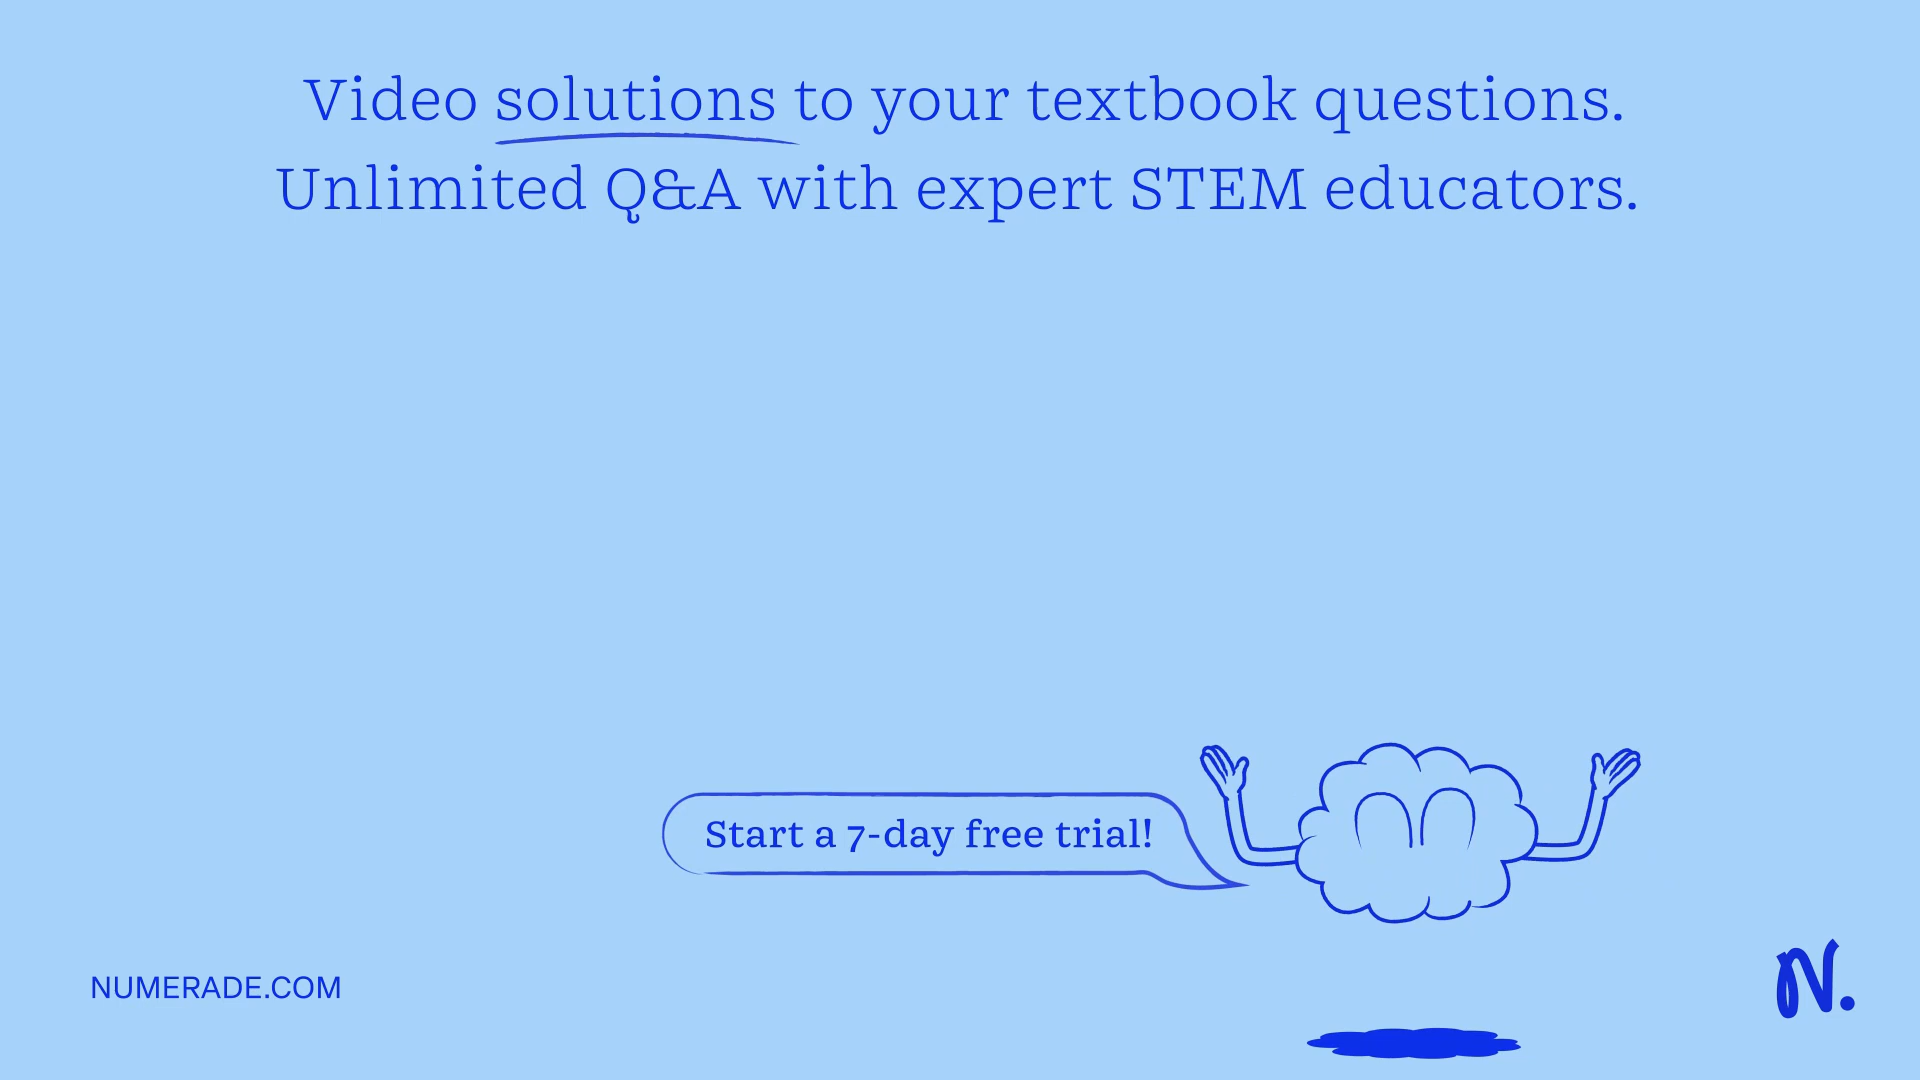 Video solutions to your textbook questions.
Unlimited Q&A with expert STEM educators.
Start a 7-day free trial!
NUMERADE.COM
N.